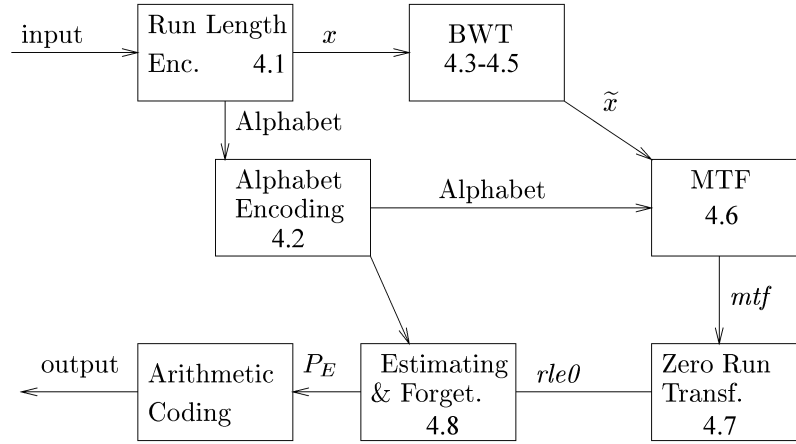 input
Run Length
Enc. 4.1
x
BWT
4.3-4.5
x̃
Alphabet
Alphabet
Encoding
4.2
Alphabet
MTF
4.6
mtf
output
Arithmetic
Coding
P_E
Estimating
& Forget.
4.8
rle0
Zero Run
Transf.
4.7